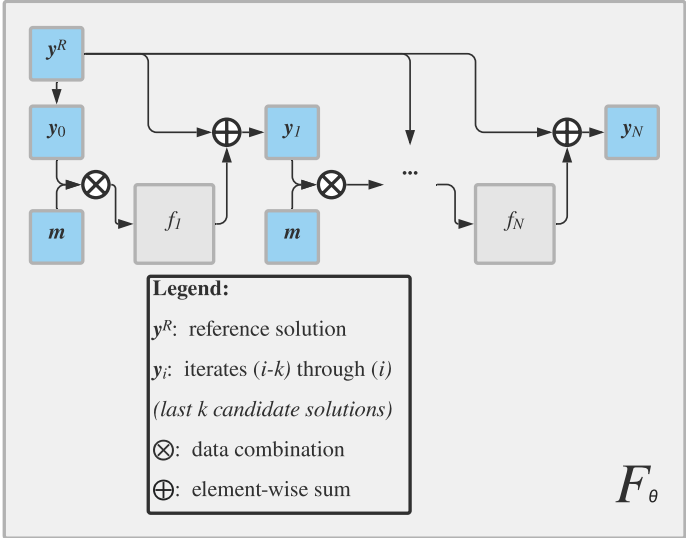 y^R
y_0
y_1
y_N
...
m
f_1
m
f_N
Legend:
y^R: reference solution
y_i: iterates (i-k) through (i)
(last k candidate solutions)
⊗: data combination
⊕: element-wise sum
F_θ